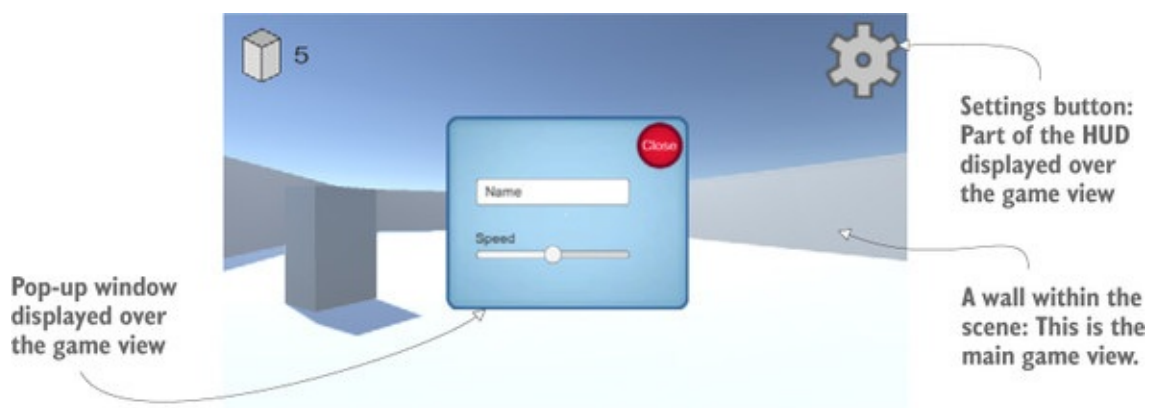 5
Close
Name
Speed
Settings button:
Part of the HUD
displayed over
the game view
Pop-up window
displayed over
the game view
A wall within the
scene: This is the
main game view.